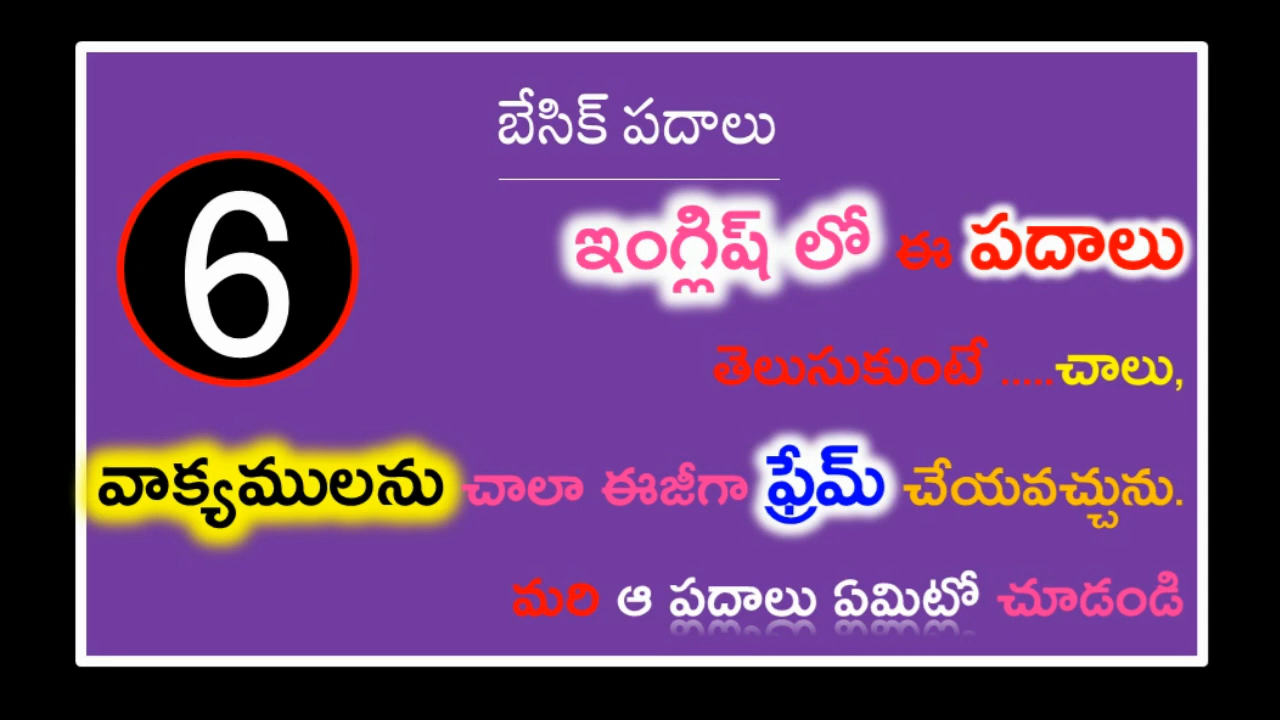 బేసిక్ పదాలు
6
ఇంగ్లిష్ లో ఈ పదాలు
తెలుసుకుంటే .....చాలు,
వాక్యములను చాలా ఈజీగా ఫ్రేమ్ చేయవచ్చును.
మరి ఆ పదాలు ఏమిటో చూడండి